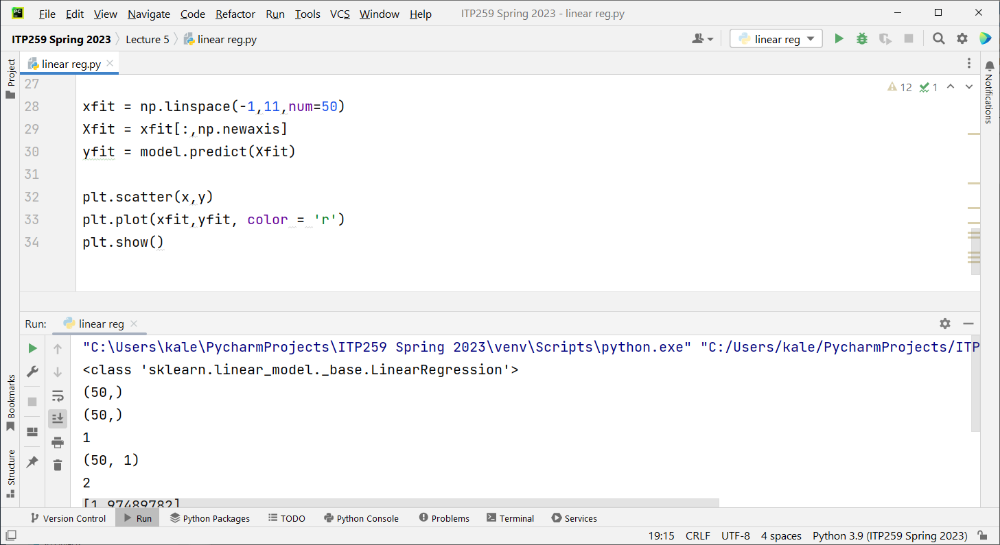 PC
File Edit View Navigate Code Refactor Run Tools VCS Window Help ITP259 Spring 2023 - linear reg.py
ITP259 Spring 2023 Lecture 5 linear reg.py linear reg
Project
linear reg.py
Notifications
12 1
27
28 xfit = np.linspace(-1,11,num=50)
29 Xfit = xfit[:,np.newaxis]
30 yfit = model.predict(Xfit)
31
32 plt.scatter(x,y)
33 plt.plot(xfit,yfit, color = 'r')
34 plt.show()
Run: linear reg
"C:\Users\kale\PycharmProjects\ITP259 Spring 2023\venv\Scripts\python.exe" "C:/Users/kale/PycharmProjects/ITP
<class 'sklearn.linear_model._base.LinearRegression'>
(50,)
(50,)
1
(50, 1)
2
[1.97489782]
Bookmarks
Structure
Version Control Run Python Packages TODO Python Console Problems Terminal Services
19:15 CRLF UTF-8 4 spaces Python 3.9 (ITP259 Spring 2023)